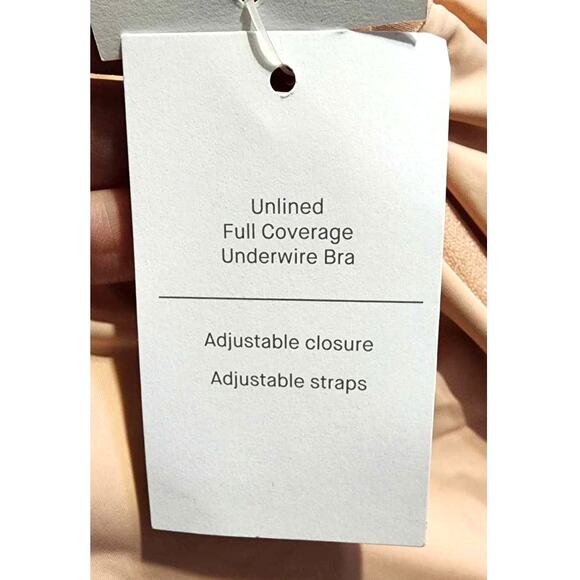 Unlined
Full Coverage
Underwire Bra
Adjustable closure
Adjustable straps